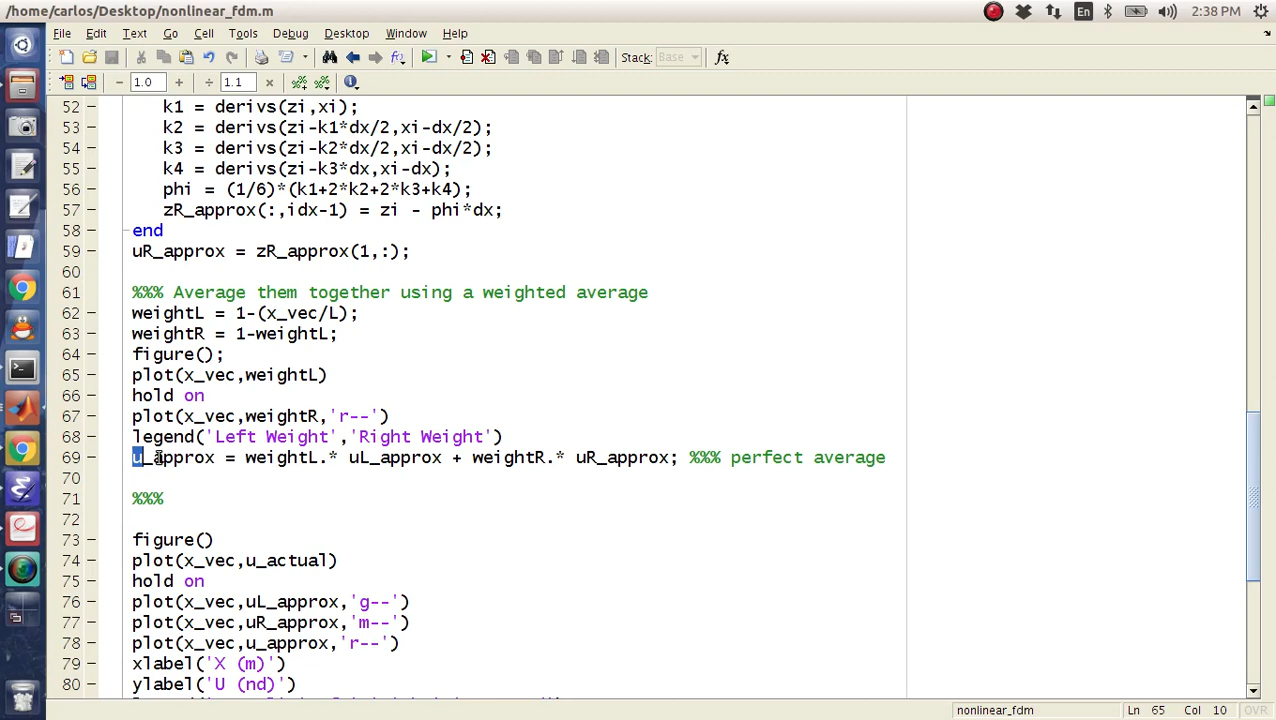 /home/carlos/Desktop/nonlinear_fdm.m En 2:38 PM
File Edit Text Go Cell Tools Debug Desktop Window Help
Stack: Base fx
− 1.0 + ÷ 1.1 ×
52 − k1 = derivs(zi,xi);
53 − k2 = derivs(zi-k1*dx/2,xi-dx/2);
54 − k3 = derivs(zi-k2*dx/2,xi-dx/2);
55 − k4 = derivs(zi-k3*dx,xi-dx);
56 − phi = (1/6)*(k1+2*k2+2*k3+k4);
57 − zR_approx(:,idx-1) = zi - phi*dx;
58 − end
59 − uR_approx = zR_approx(1,:);
60
61 %%% Average them together using a weighted average
62 − weightL = 1-(x_vec/L);
63 − weightR = 1-weightL;
64 − figure();
65 − plot(x_vec,weightL)
66 − hold on
67 − plot(x_vec,weightR,'r--')
68 − legend('Left Weight','Right Weight')
69 − u_approx = weightL.* uL_approx + weightR.* uR_approx; %%% perfect average
70
71 %%%
72
73 − figure()
74 − plot(x_vec,u_actual)
75 − hold on
76 − plot(x_vec,uL_approx,'g--')
77 − plot(x_vec,uR_approx,'m--')
78 − plot(x_vec,u_approx,'r--')
79 − xlabel('X (m)')
80 − ylabel('U (nd)')
nonlinear_fdm Ln 65 Col 10 OVR